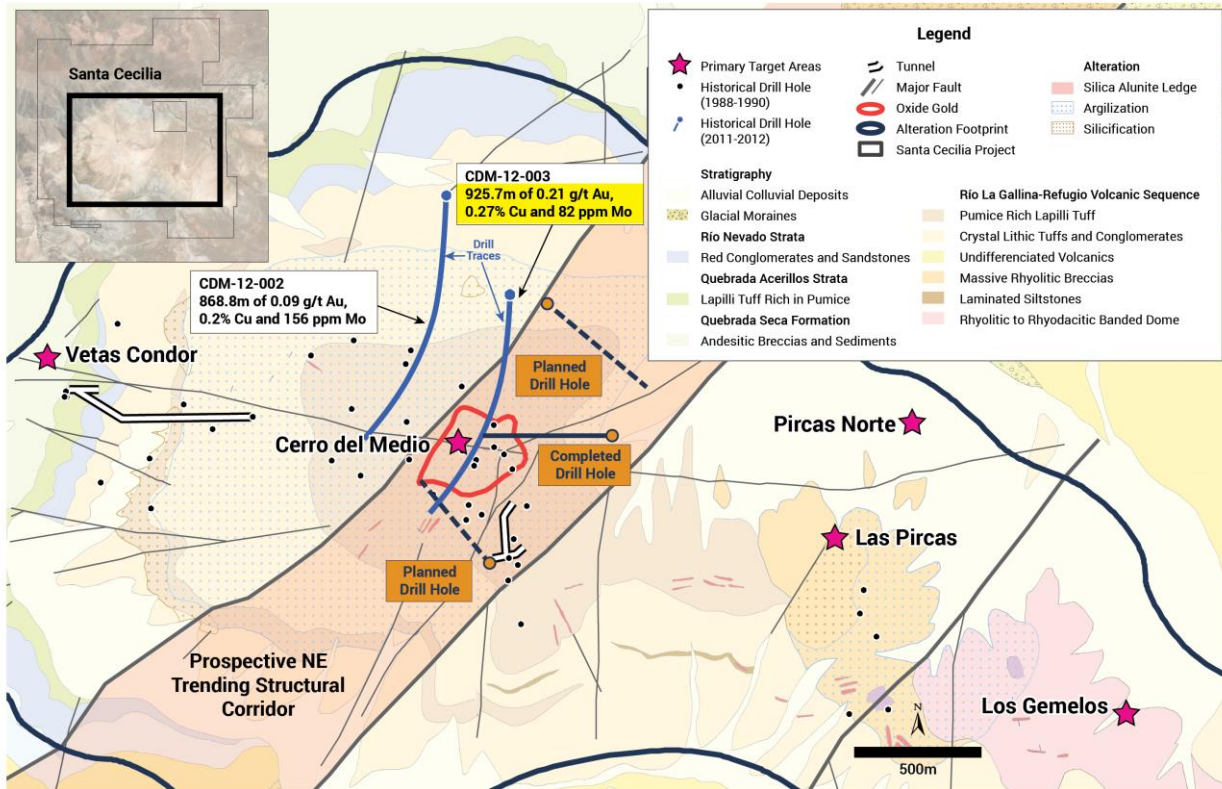 Santa Cecilia
CDM-12-003
925.7m of 0.21 g/t Au,
0.27% Cu and 82 ppm Mo
Drill
Traces
CDM-12-002
868.8m of 0.09 g/t Au,
0.2% Cu and 156 ppm Mo
Vetas Condor
Planned
Drill Hole
Cerro del Medio
Completed
Drill Hole
Planned
Drill Hole
Pircas Norte
Las Pircas
Los Gemelos
Prospective NE
Trending Structural
Corridor
N
500m
Legend
Primary Target Areas
Historical Drill Hole
(1988-1990)
Historical Drill Hole
(2011-2012)
Tunnel
Major Fault
Oxide Gold
Alteration Footprint
Santa Cecilia Project
Alteration
Silica Alunite Ledge
Argilization
Silicification
Stratigraphy
Alluvial Colluvial Deposits
Glacial Moraines
Río Nevado Strata
Red Conglomerates and Sandstones
Quebrada Acerillos Strata
Lapilli Tuff Rich in Pumice
Quebrada Seca Formation
Andesitic Breccias and Sediments
Río La Gallina-Refugio Volcanic Sequence
Pumice Rich Lapilli Tuff
Crystal Lithic Tuffs and Conglomerates
Undifferenciated Volcanics
Massive Rhyolitic Breccias
Laminated Siltstones
Rhyolitic to Rhyodacitic Banded Dome